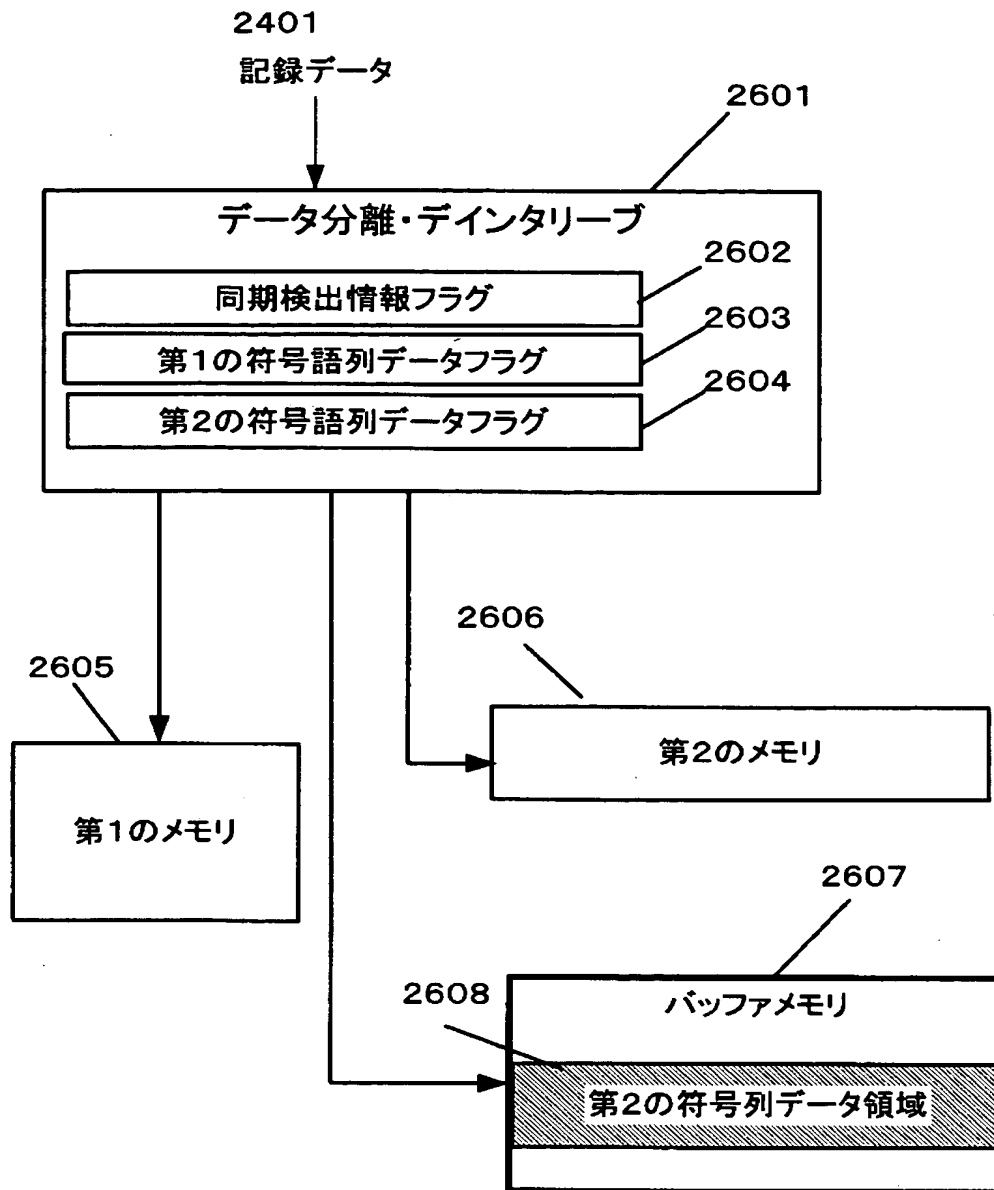 2401
記録データ
2601
データ分離・デインタリーブ
2602
同期検出情報フラグ
2603
第1の符号語列データフラグ
2604
第2の符号語列データフラグ
2605
第1のメモリ
2606
第2のメモリ
2607
バッファメモリ
2608
第2の符号列データ領域